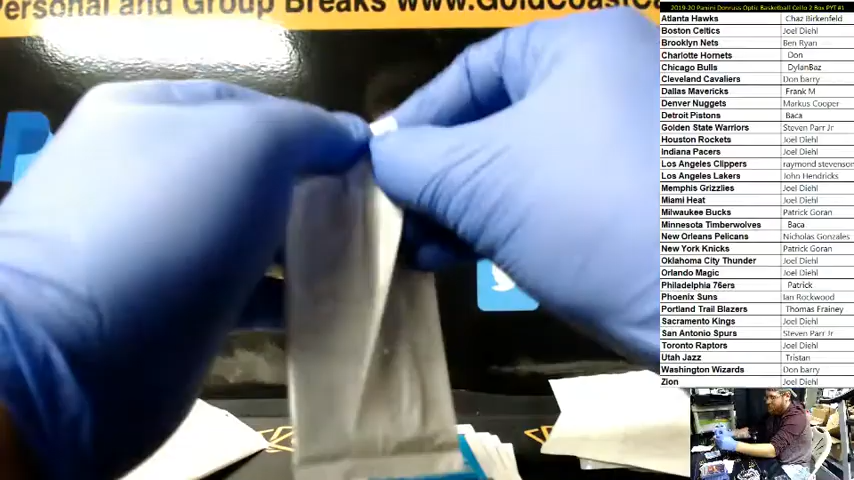 Personal and Group Breaks www.GoldCoastCa
2019-20 Panini Donruss Optic Basketball Cello 2 Box PYT #1
Atlanta Hawks Chaz Birkenfeld
Boston Celtics Joel Diehl
Brooklyn Nets Ben Ryan
Charlotte Hornets Don
Chicago Bulls DylanBaz
Cleveland Cavaliers Don barry
Dallas Mavericks Frank M
Denver Nuggets Markus Cooper
Detroit Pistons Baca
Golden State Warriors Steven Parr Jr
Houston Rockets Joel Diehl
Indiana Pacers Joel Diehl
Los Angeles Clippers raymond stevenson
Los Angeles Lakers John Hendricks
Memphis Grizzlies Joel Diehl
Miami Heat Joel Diehl
Milwaukee Bucks Patrick Goran
Minnesota Timberwolves Baca
New Orleans Pelicans Nicholas Gonzales
New York Knicks Patrick Goran
Oklahoma City Thunder Joel Diehl
Orlando Magic Joel Diehl
Philadelphia 76ers Patrick
Phoenix Suns Ian Rockwood
Portland Trail Blazers Thomas Frainey
Sacramento Kings Joel Diehl
San Antonio Spurs Steven Parr Jr
Toronto Raptors Joel Diehl
Utah Jazz Tristan
Washington Wizards Don barry
Zion Joel Diehl